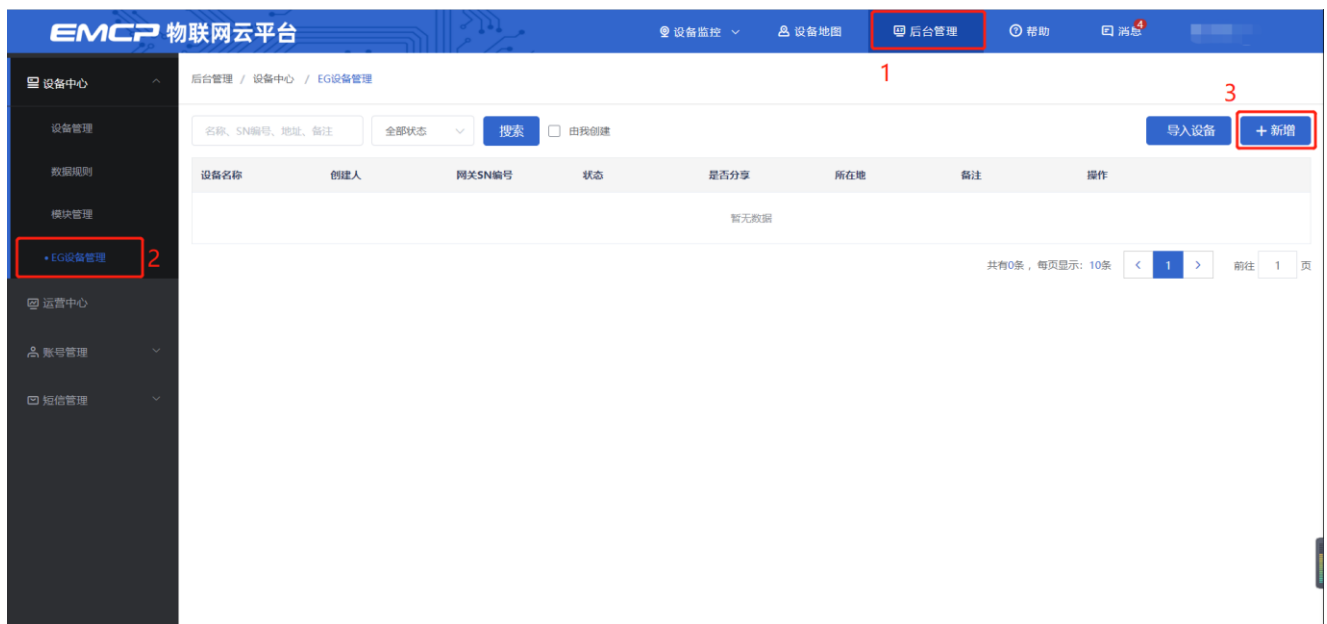 EMCP 物联网云平台 设备监控 设备地图 后台管理 帮助 消息 4
1
设备中心
后台管理 / 设备中心 / EG设备管理
3
设备管理
名称、SN编号、地址、备注 全部状态 搜索 由我创建 导入设备 + 新增
数据规则
设备名称 创建人 网关SN编号 状态 是否分享 所在地 备注 操作
模块管理
暂无数据
•EG设备管理 2
共有0条，每页显示: 10条 < 1 > 前往 1 页
运营中心
账号管理
短信管理